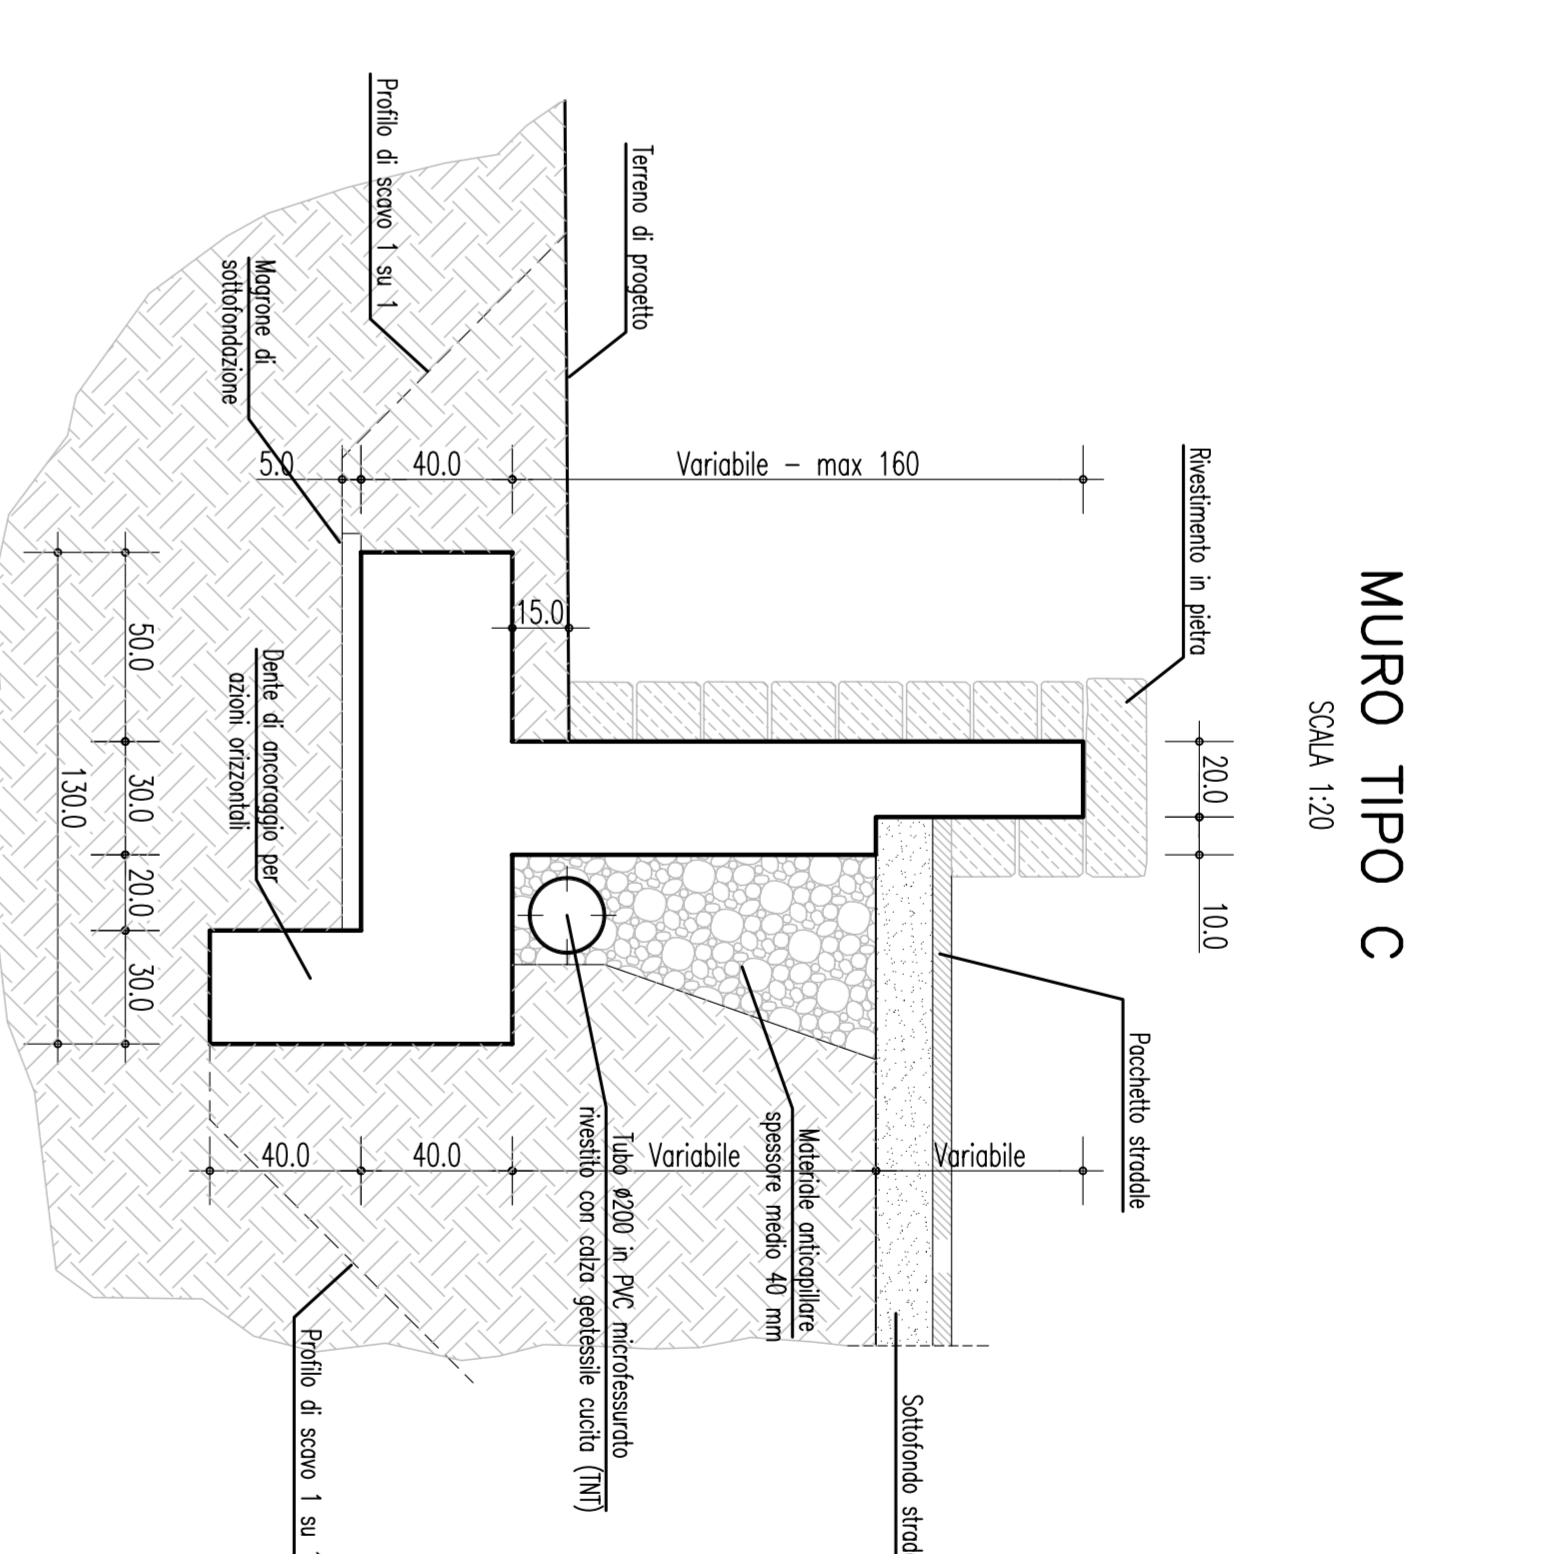 MURO TIPO C
SCALA 1:20
20.0
10.0
Rivestimento in pietra
Pacchetto stradale
Variabile – max 160
40.0
5.0
Terreno di progetto
15.0
Profilo di scavo 1 su 1
Magrone di
sottofondazione
Dente di ancoraggio per
azioni orizzontali
Variabile
Variabile
40.0
40.0
Materiale anticapillare
spessore medio 40 mm
Tubo ø200 in PVC microfessurato
rivestito con calza geotessile cucita (TNT)
Sottofondo strad
Profilo di scavo 1 su
50.0
30.0
20.0
30.0
130.0